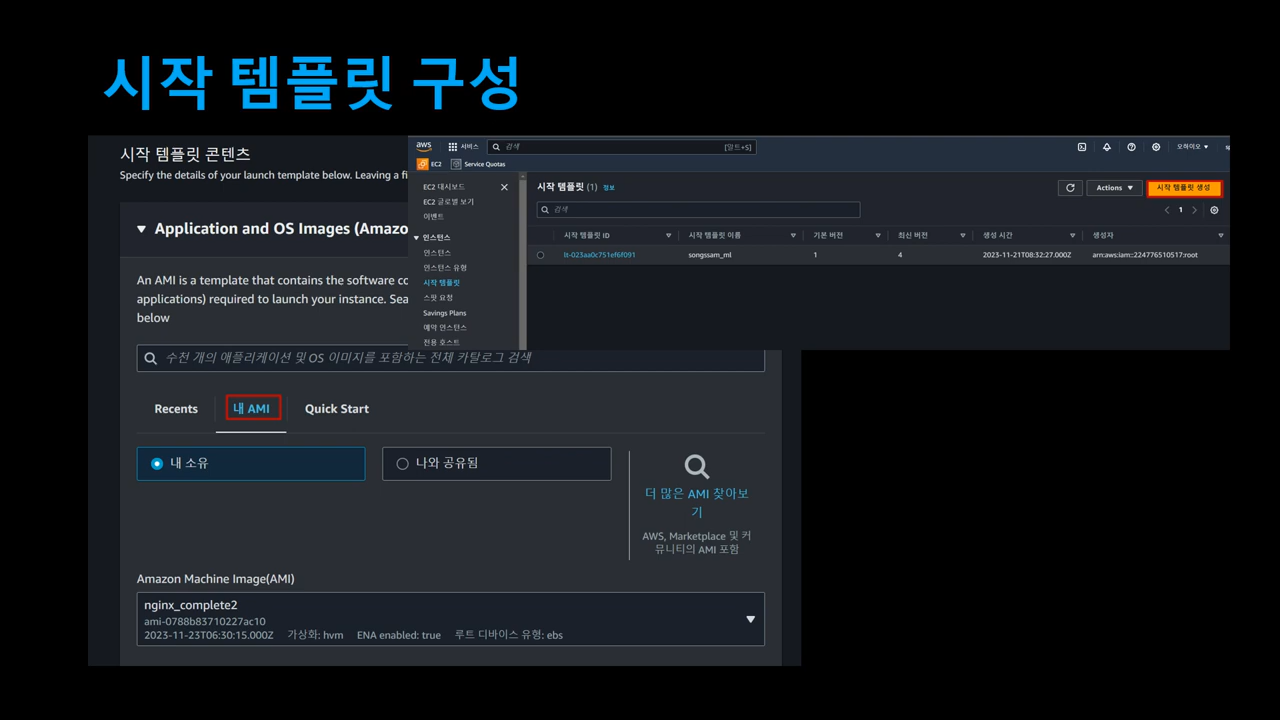 시작 템플릿 구성
시작 템플릿 콘텐츠
Specify the details of your launch template below. Leaving a fi
Application and OS Images (Amazo
An AMI is a template that contains the software co
applications) required to launch your instance. Sea
below
수천 개의 애플리케이션 및 OS 이미지를 포함하는 전체 카탈로그 검색
Recents
내 AMI
Quick Start
내 소유
나와 공유됨
더 많은 AMI 찾아보
기
AWS, Marketplace 및 커
뮤니티의 AMI 포함
Amazon Machine Image(AMI)
nginx_complete2
ami-0788b83710227ac10
2023-11-23T06:30:15.000Z 가상화: hvm ENA enabled: true 루트 디바이스 유형: ebs
aws
서비스
검색
[알트+S]
오하이오
EC2
Service Quotas
EC2 대시보드
EC2 글로벌 보기
이벤트
인스턴스
인스턴스
인스턴스 유형
시작 템플릿
스팟 요청
Savings Plans
예약 인스턴스
전용 호스트
시작 템플릿 (1) 정보
Actions
시작 템플릿 생성
검색
1
시작 템플릿 ID 시작 템플릿 이름 기본 버전 최신 버전 생성 시간 생성자
lt-023aa0c751ef6f091 songssam_ml 1 4 2023-11-21T08:32:27.000Z arn:aws:iam::224776510517:root